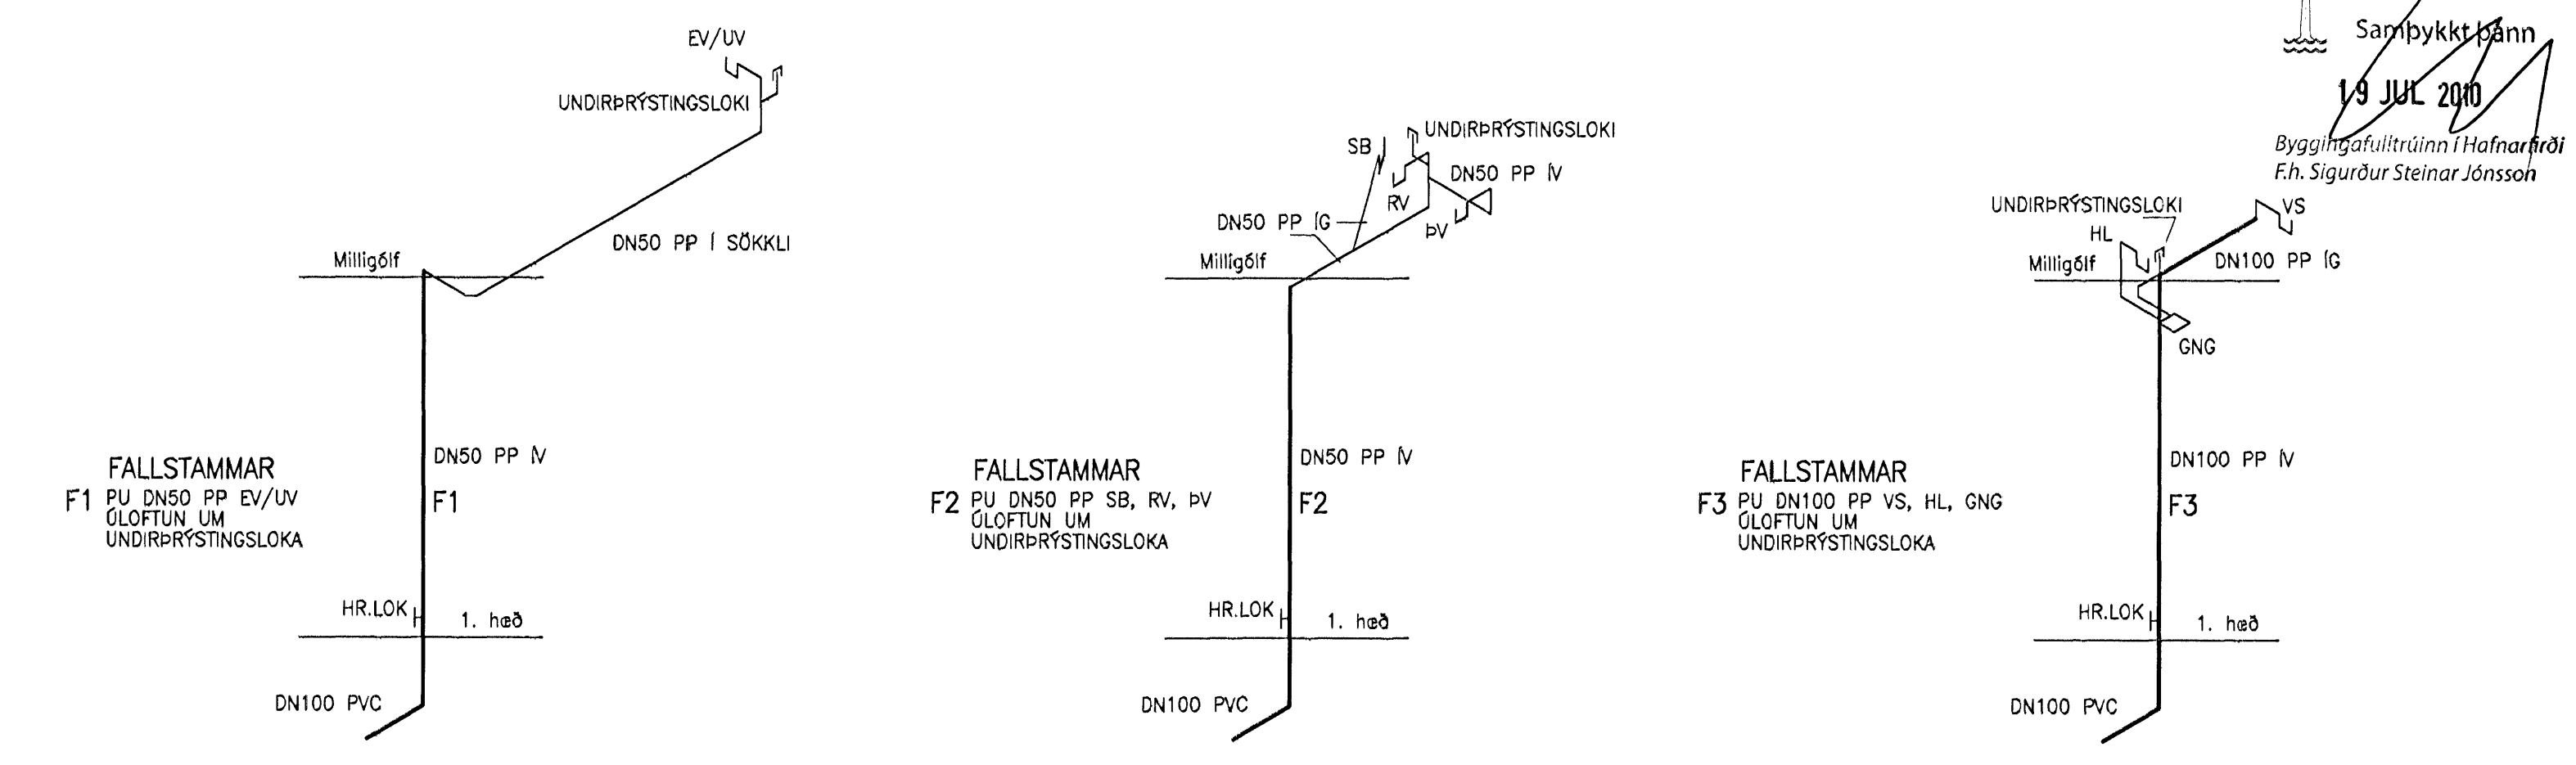 EV/UV
UNDIRÞRÝSTINGSLOKI
DN50 PP Í SÖKKLI
Milligólf
DN50 PP ÍV
FALLSTAMMAR
F1 PU DN50 PP EV/UV
ÚLOFTUN UM
UNDIRÞRÝSTINGSLOKA
F1
HR.LOK
1. hæð
DN100 PVC
UNDIRÞRÝSTINGSLOKI
SB
DN50 PP ÍV
RV
DN50 PP ÍG
ÞV
Milligólf
DN50 PP ÍV
FALLSTAMMAR
F2 PU DN50 PP SB, RV, ÞV
ÚLOFTUN UM
UNDIRÞRÝSTINGSLOKA
F2
HR.LOK
1. hæð
DN100 PVC
Samþykkt þann
19 JUL 2010
Byggingafulltrúinn í Hafnarfirði
F.h. Sigurður Steinar Jónsson
UNDIRÞRÝSTINGSLOKI
VS
HL
Milligólf
DN100 PP ÍG
GNG
DN100 PP ÍV
FALLSTAMMAR
F3 PU DN100 PP VS, HL, GNG
ÚLOFTUN UM
UNDIRÞRÝSTINGSLOKA
F3
HR.LOK
1. hæð
DN100 PVC